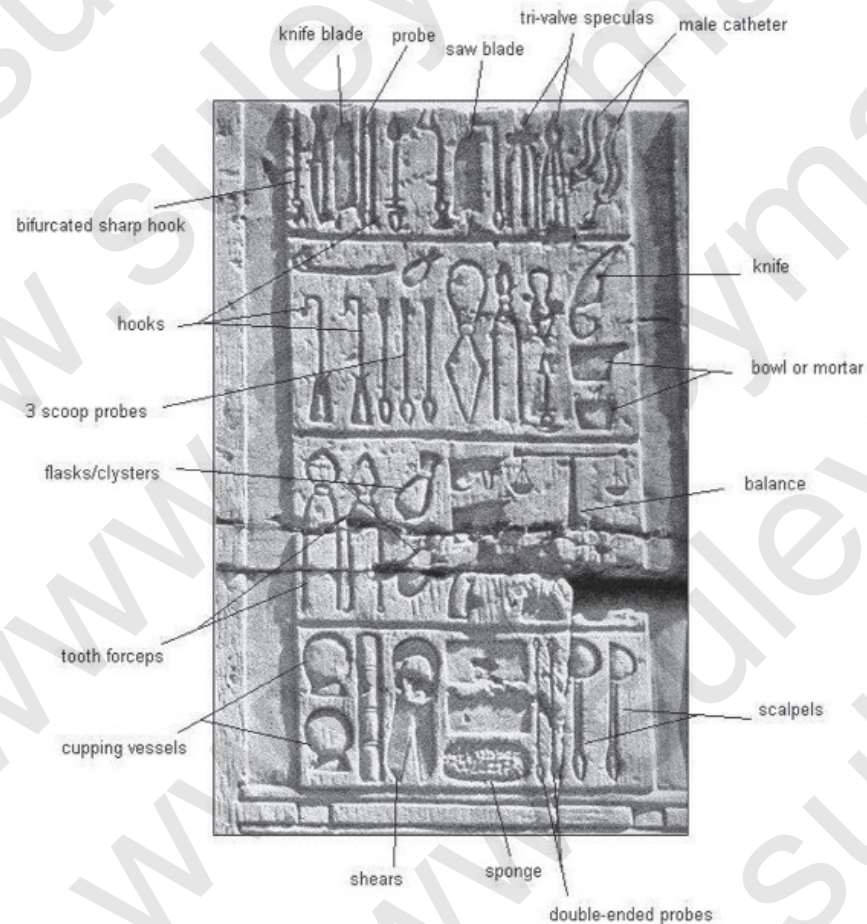 tri-valve speculas
knife blade
probe
male catheter
saw blade
bifurcated sharp hook
knife
hooks
bowl or mortar
3 scoop probes
flasks/clysters
balance
tooth forceps
scalpels
cupping vessels
shears
sponge
double-ended probes